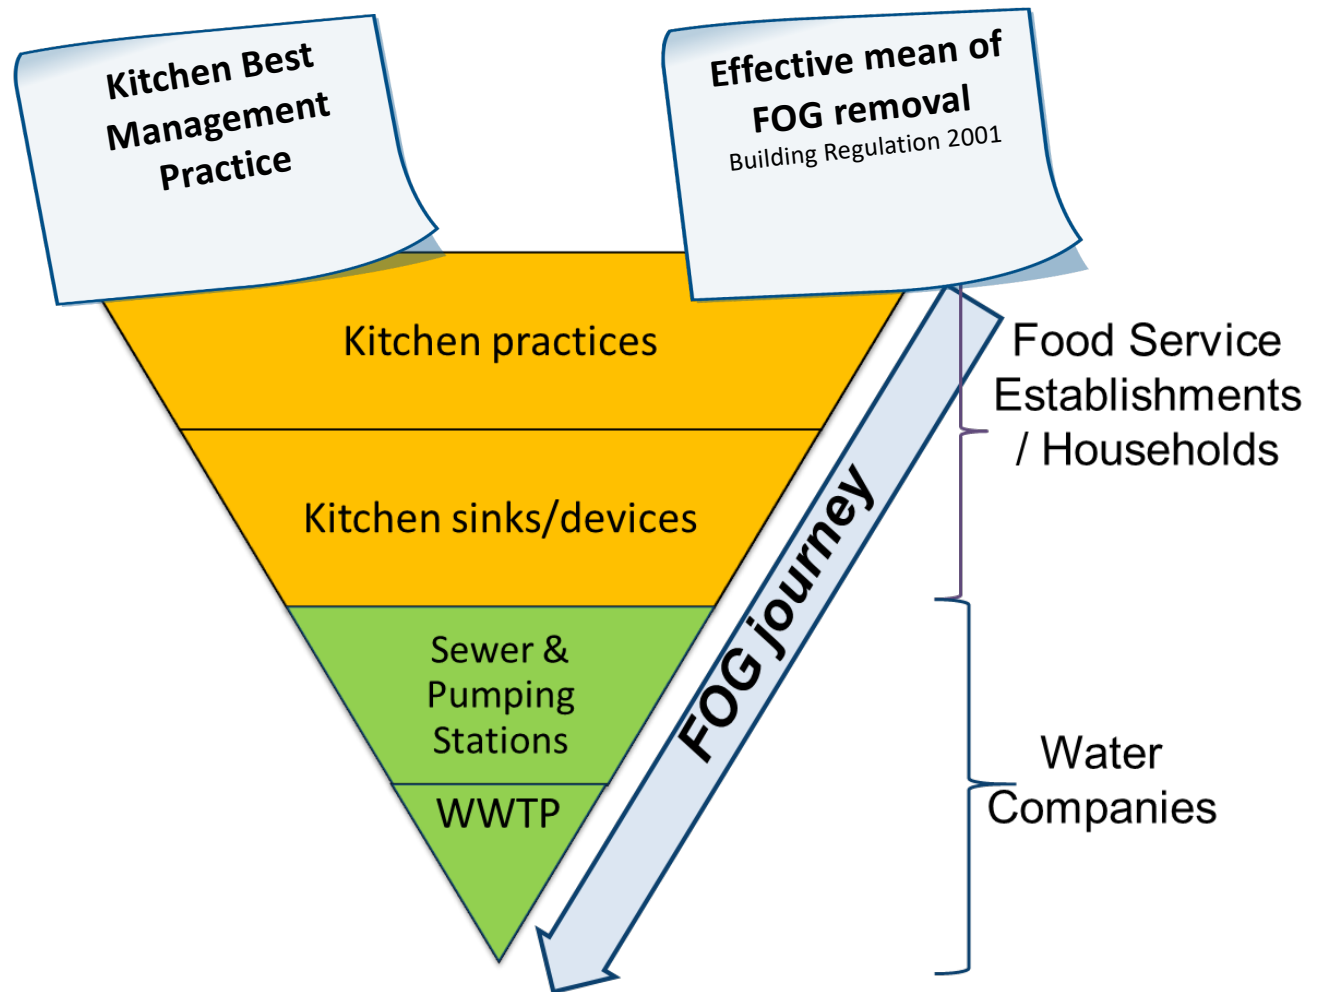 Kitchen Best
Management
Practice
Effective mean of
FOG removal
Building Regulation 2001
Kitchen practices
Kitchen sinks/devices
Sewer &
Pumping
Stations
WWTP
FOG journey
Food Service
Establishments
/ Households
Water
Companies